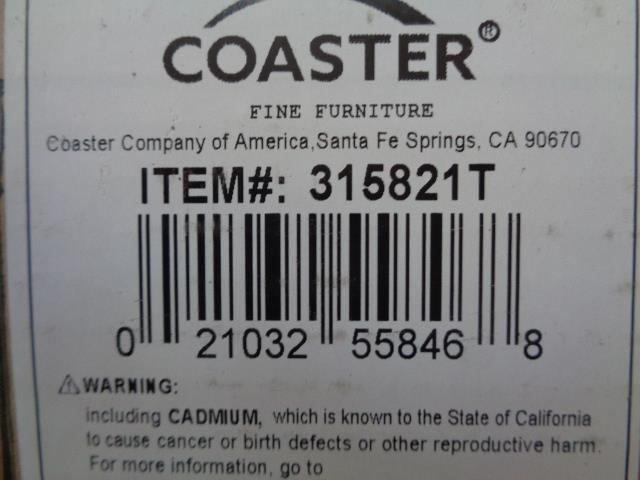 COASTER®
FINE FURNITURE
Coaster Company of America,Santa Fe Springs, CA 90670
ITEM#: 315821T
0 21032 55846 8
⚠WARNING:
including CADMIUM, which is known to the State of California
to cause cancer or birth defects or other reproductive harm.
For more information, go to